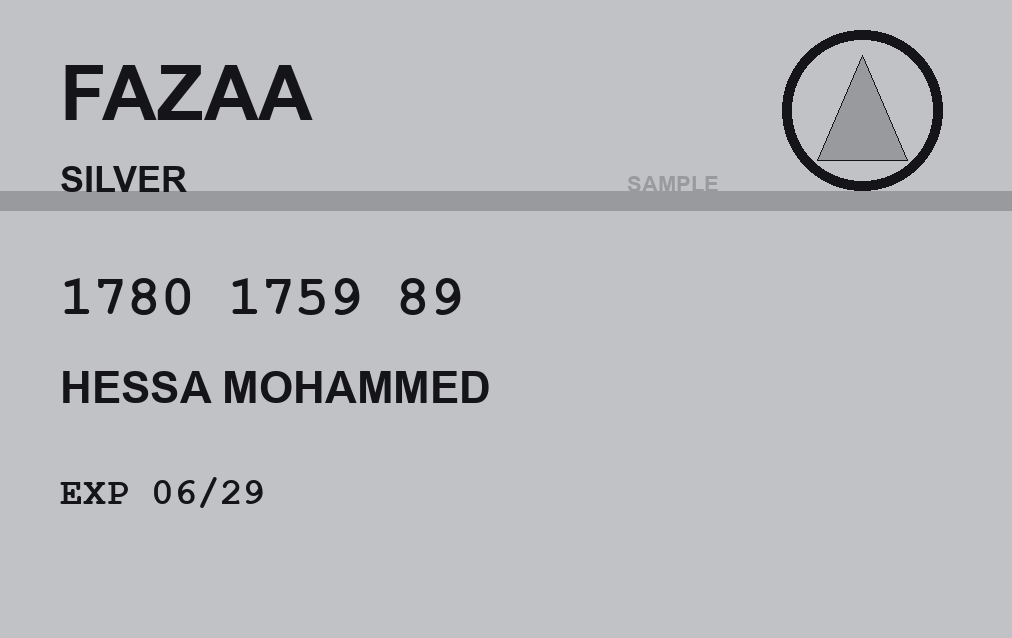 FAZAA
SILVER
SAMPLE
1780 1759 89
HESSA MOHAMMED
EXP 06/29